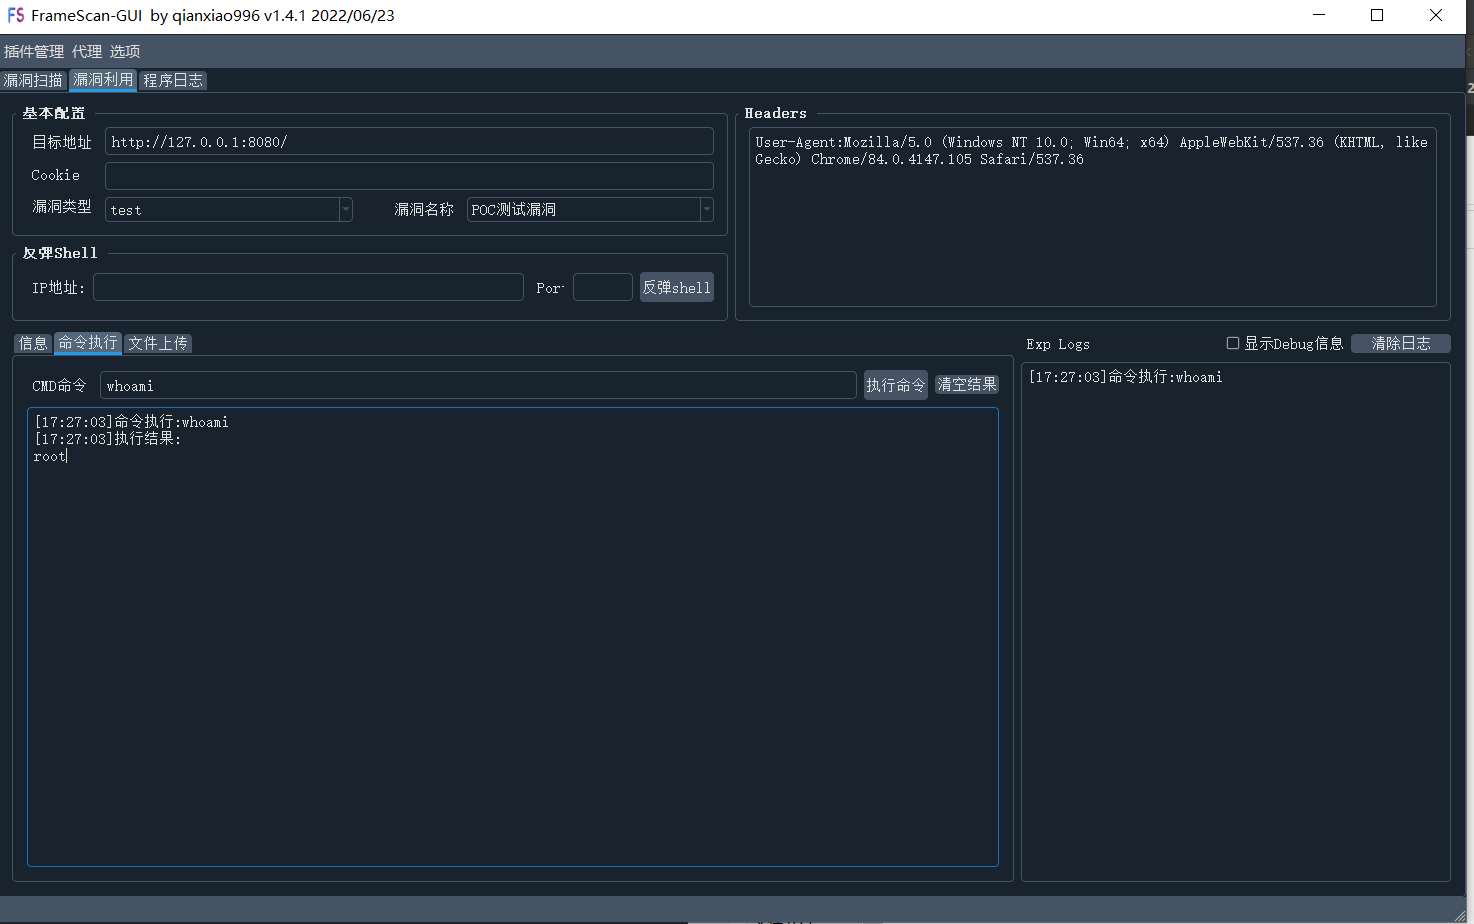 FS FrameScan-GUI by qianxiao996 v1.4.1 2022/06/23
插件管理 代理 选项
漏洞扫描 漏洞利用 程序日志
基本配置
目标地址 http://127.0.0.1:8080/
Cookie
漏洞类型 test 漏洞名称 POC测试漏洞
Headers
User-Agent:Mozilla/5.0 (Windows NT 10.0; Win64; x64) AppleWebKit/537.36 (KHTML, like
Gecko) Chrome/84.0.4147.105 Safari/537.36
反弹Shell
IP地址: Por 反弹shell
信息 命令执行 文件上传
CMD命令 whoami 执行命令 清空结果
[17:27:03]命令执行:whoami
[17:27:03]执行结果:
root
Exp Logs 显示Debug信息 清除日志
[17:27:03]命令执行:whoami